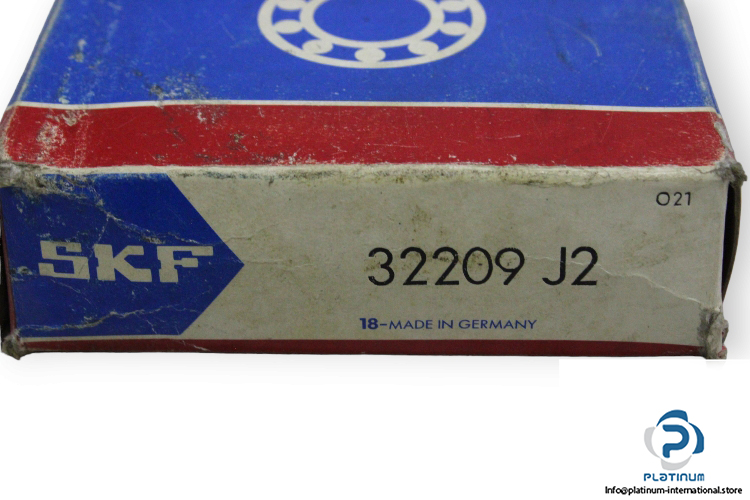 O21
SKF
32209 J2
18-MADE IN GERMANY
P
PLATINUM
Info@platinum-international.store